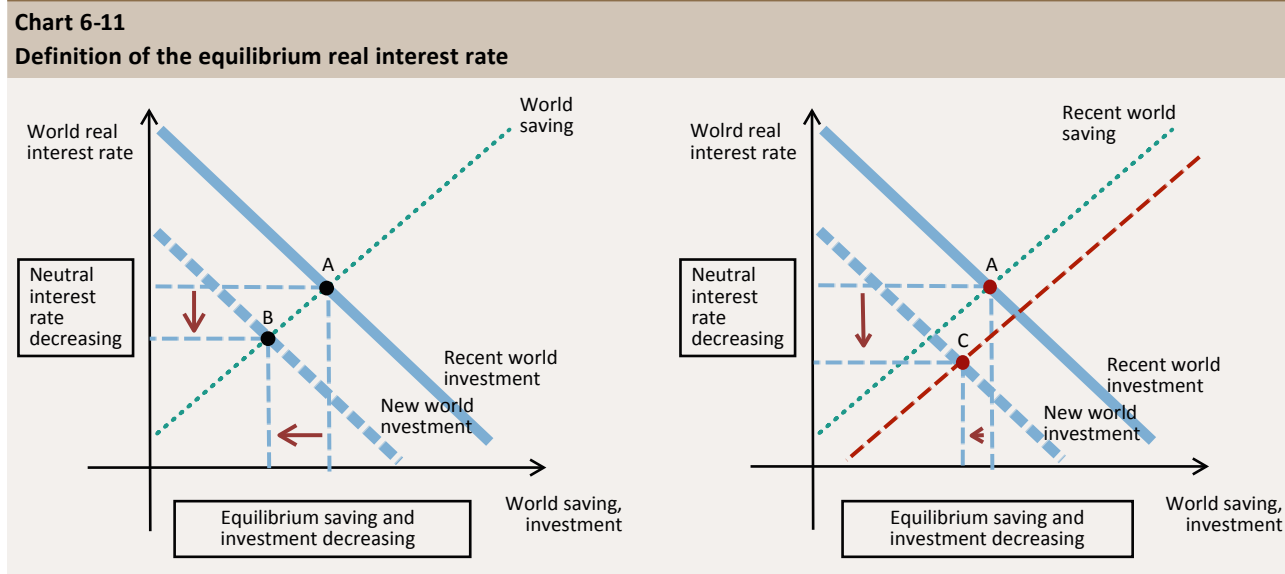 Chart 6-11
Definition of the equilibrium real interest rate
World real
interest rate
World
saving
Neutral
interest
rate
decreasing
A
B
Recent world
investment
New world
nvestment
World saving,
investment
Equilibrium saving and
investment decreasing
Wolrd real
interest rate
Recent world
saving
Neutral
interest
rate
decreasing
A
C
Recent world
investment
New world
investment
World saving,
investment
Equilibrium saving and
investment decreasing